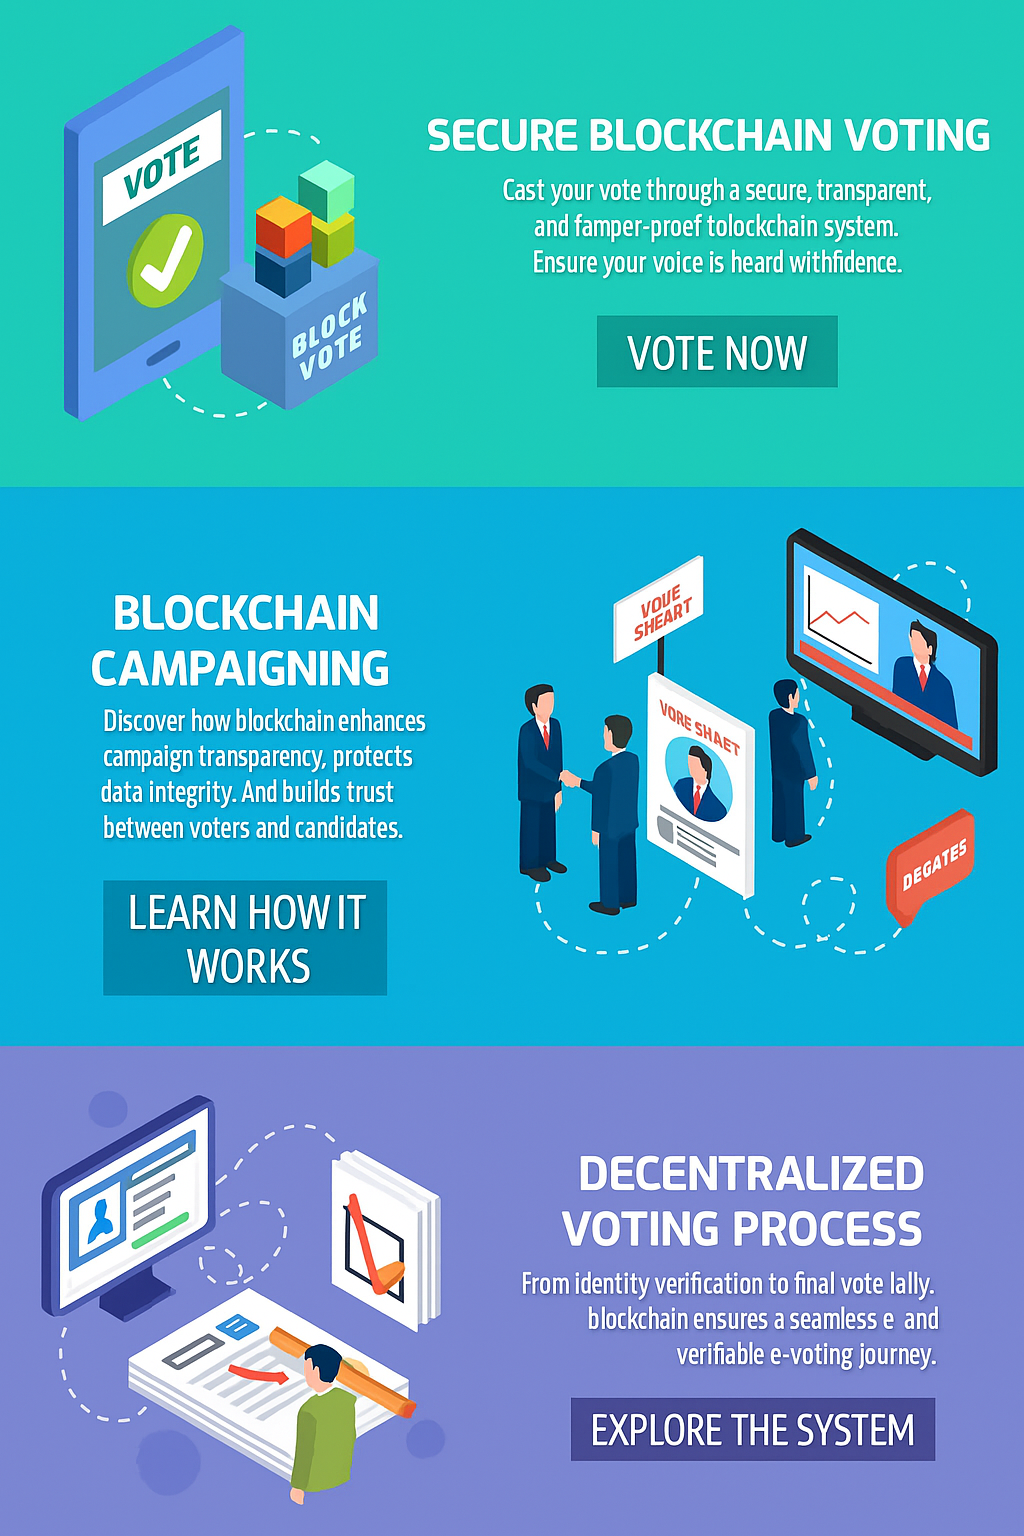 VOTE
BLOCK
VOTE
SECURE BLOCKCHAIN VOTING
Cast your vote through a secure, transparent,
and famper-proef tolockchain system.
Ensure your voice is heard withfidence.
VOTE NOW
BLOCKCHAIN
CAMPAIGNING
Discover how blockchain enhances
campaign transparency, protects
data integrity. And builds trust
between voters and candidates.
LEARN HOW IT
WORKS
VOUE
SHEART
VORE SHAET
DEGATES
DECENTRALIZED
VOTING PROCESS
From identity verification to final vote lally.
blockchain ensures a seamless e and
verifiable e-voting journey.
EXPLORE THE SYSTEM